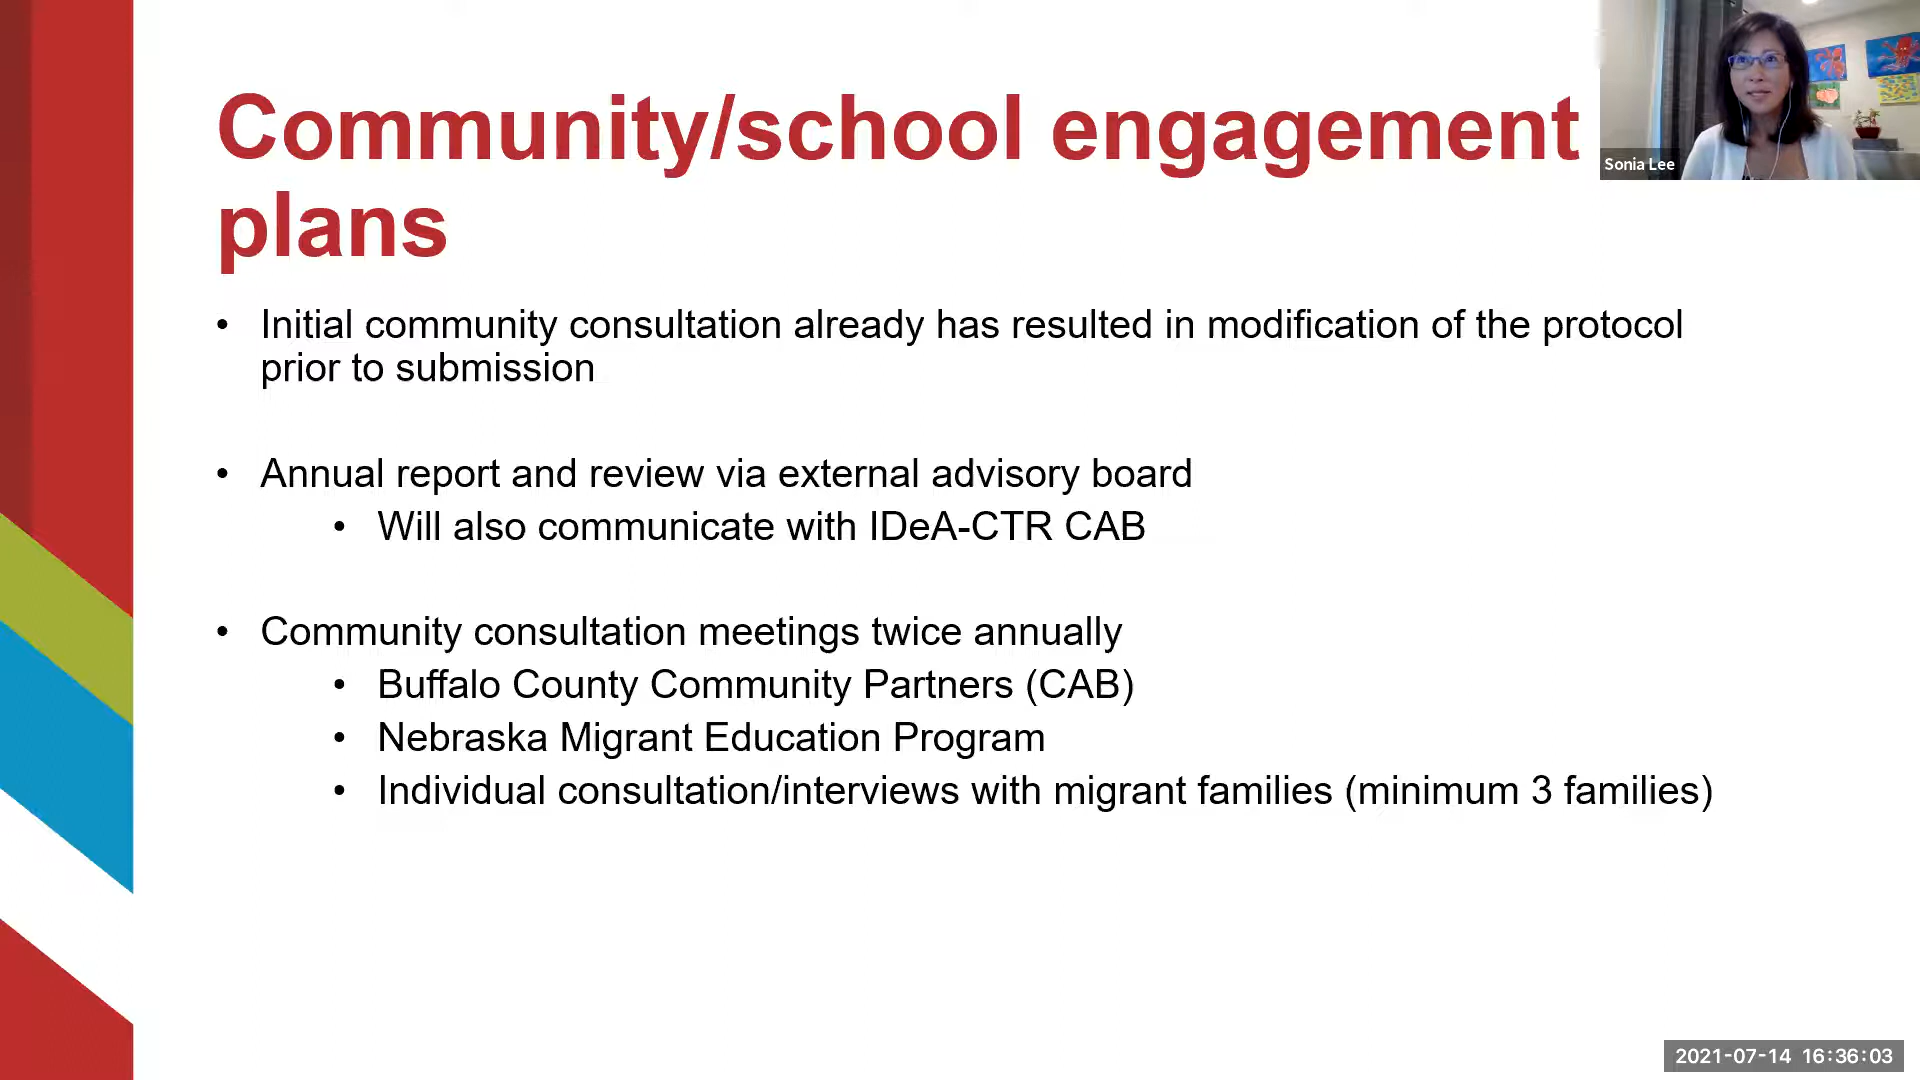 Community/school engagement
plans
Sonia Lee
• Initial community consultation already has resulted in modification of the protocol
prior to submission
• Annual report and review via external advisory board
• Will also communicate with IDeA-CTR CAB
• Community consultation meetings twice annually
• Buffalo County Community Partners (CAB)
• Nebraska Migrant Education Program
• Individual consultation/interviews with migrant families (minimum 3 families)
2021-07-14 16:36:03